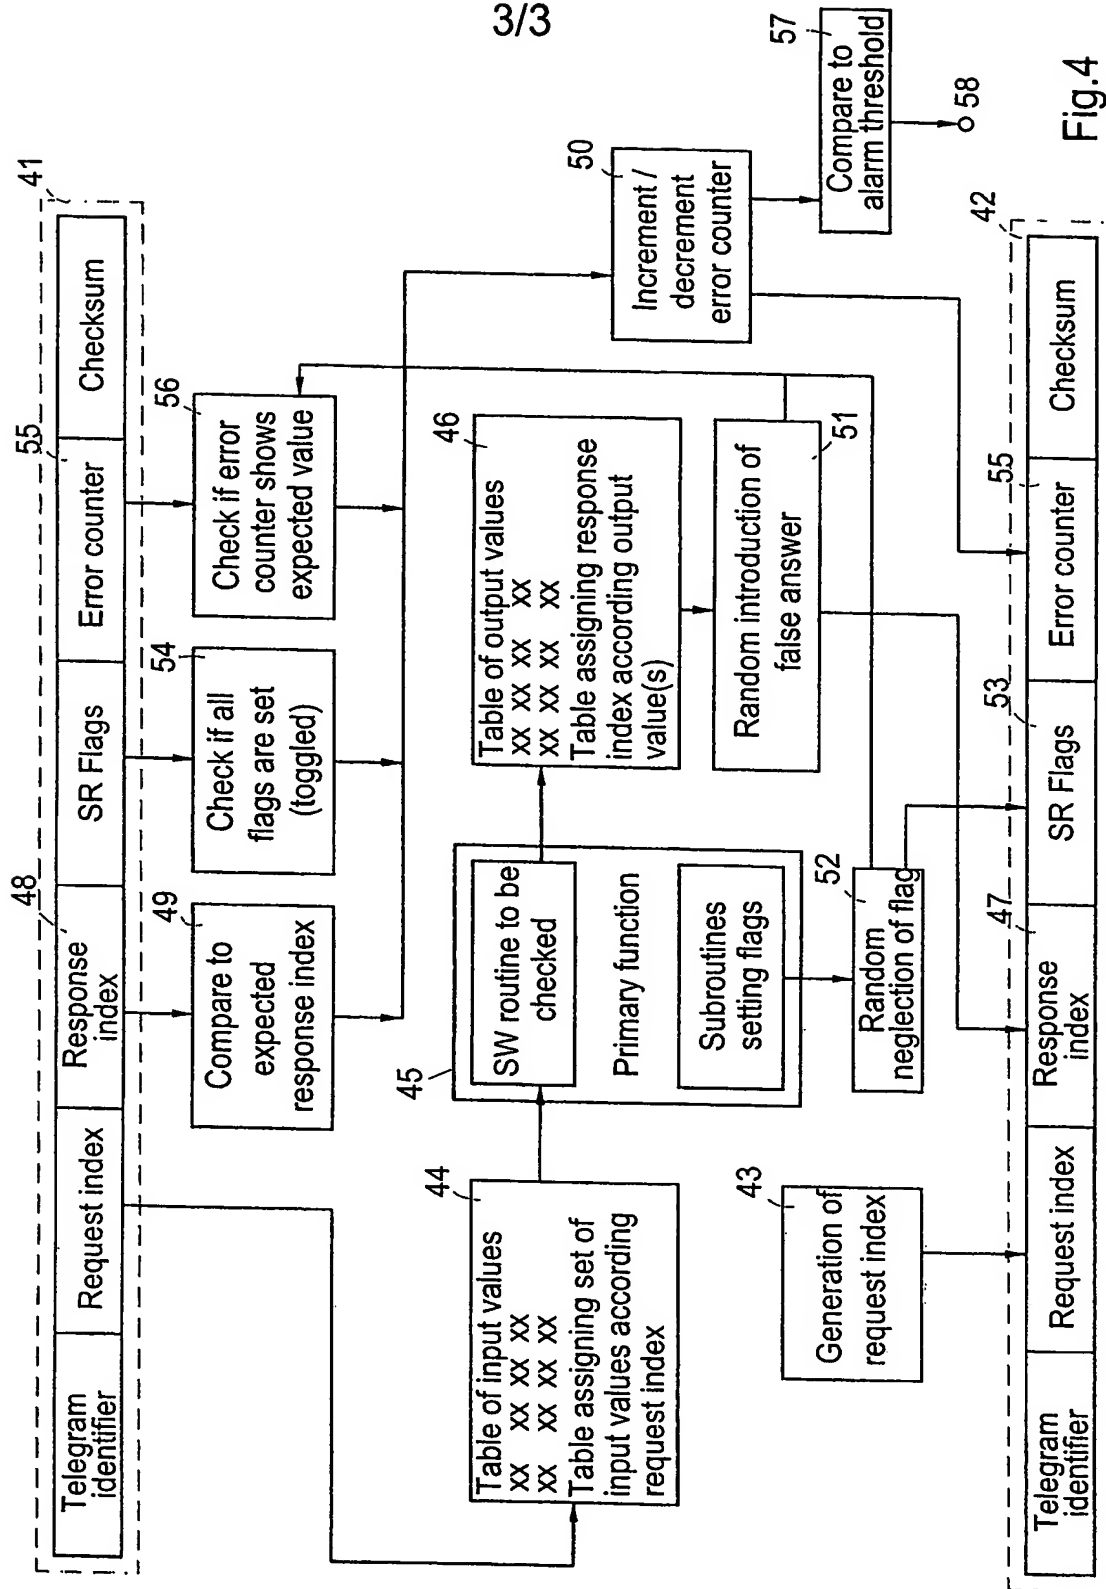 3/3
41
Telegram
identifier
Request index
Response
index
48
SR Flags
Error counter
55
Checksum
49
Compare to
expected
response index
54
Check if all
flags are set
(toggled)
56
Check if error
counter shows
expected value
44
Table of input values
xx xx xx xx xx
xx xx xx xx xx
Table assigning set of
input values according
request index
45
SW routine to be
checked
Primary function
Subroutines
setting flags
46
Table of output values
xx xx xx xx xx
xx xx xx xx xx
Table assigning response
index according output
value(s)
50
Increment /
decrement
error counter
57
Compare to
alarm threshold
58
43
Generation of
request index
52
Random
neglection of flag
51
Random introduction of
false answer
42
Telegram
identifier
Request index
Response
index
47
SR Flags
53
Error counter
55
Checksum
Fig.4